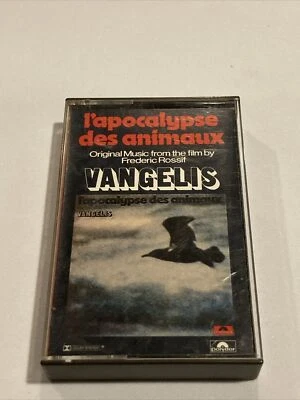 l'apocalypse
des animaux
Original Music from the film by
Frederic Rossif
VANGELIS
l'apocalypse des animaux
VANGELIS
polydor